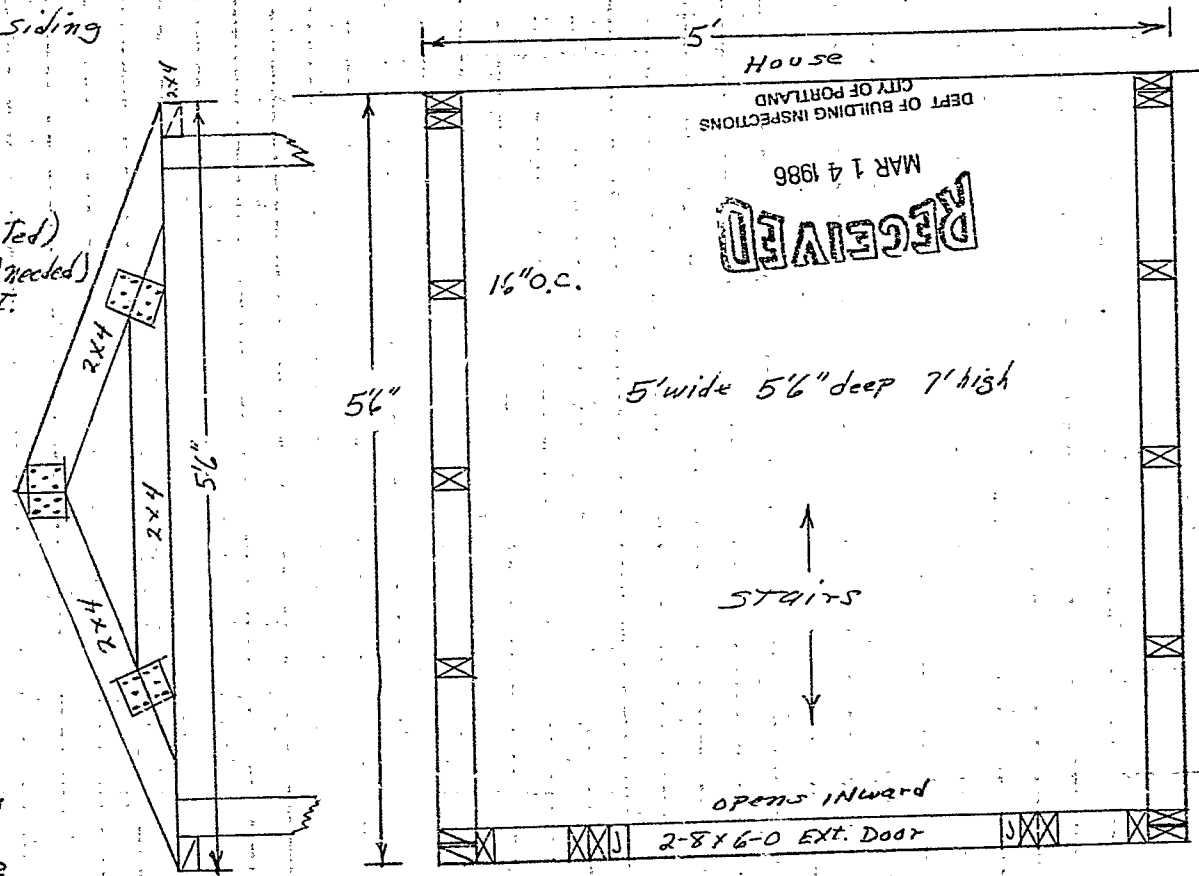 siding
2x4
Ted)
needed)
2x4
5'6"
2x4
2x4
5'
House
DEPT OF BUILDING INSPECTIONS
CITY OF PORTLAND
MAR 14 1986
RECEIVED
16" O.C.
5'6"
5' wide 5'6" deep 7' high
STairs
opens INward
J 2-8 x 6-0 EXT. Door J